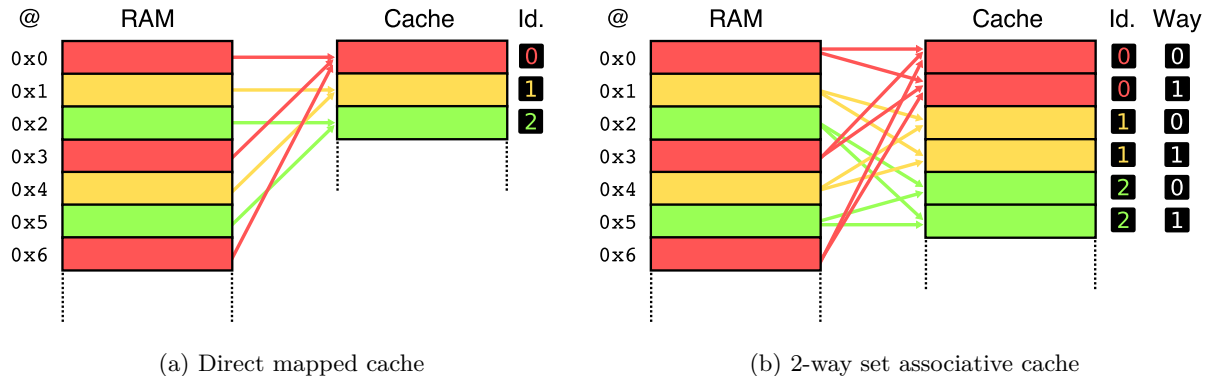 @ RAM Cache Id.
0x0 0
0x1 1
0x2 2
0x3
0x4
0x5
0x6
(a) Direct mapped cache
@ RAM Cache Id. Way
0x0 0 0
0x1 0 1
0x2 1 0
0x3 1 1
0x4 2 0
0x5 2 1
0x6
(b) 2-way set associative cache